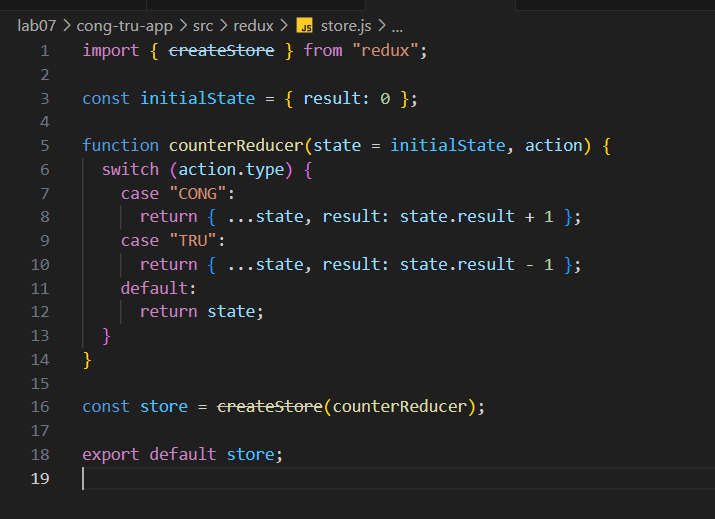 lab07 > cong-tru-app > src > redux > JS store.js > ...
1 import { createStore } from "redux";
2
3 const initialState = { result: 0 };
4
5 function counterReducer(state = initialState, action) {
6 switch (action.type) {
7 case "CONG":
8 return { ...state, result: state.result + 1 };
9 case "TRU":
10 return { ...state, result: state.result - 1 };
11 default:
12 return state;
13 }
14 }
15
16 const store = createStore(counterReducer);
17
18 export default store;
19